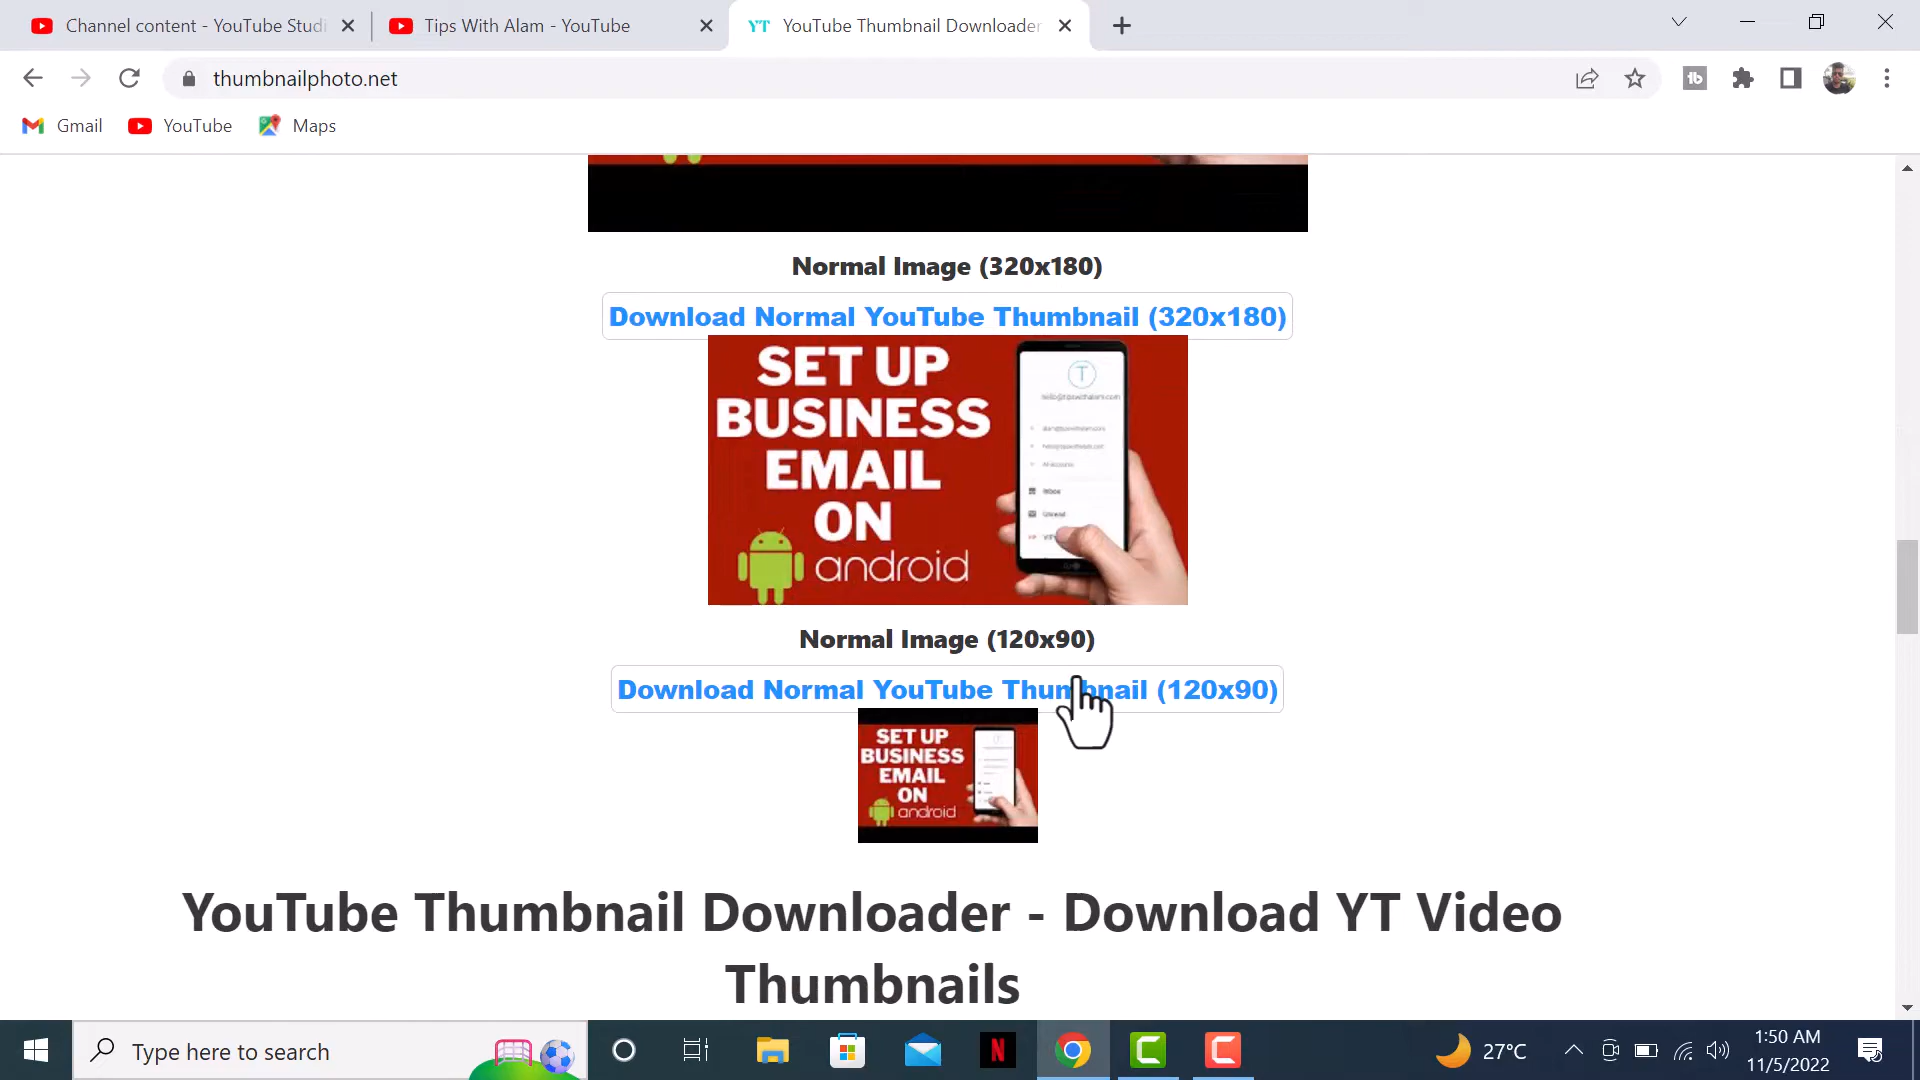 Channel content - YouTube Studi
Tips With Alam - YouTube
YT YouTube Thumbnail Downloader
thumbnailphoto.net
Gmail
YouTube
Maps
Normal Image (320x180)
Download Normal YouTube Thumbnail (320x180)
SET UP
BUSINESS
EMAIL
ON
android
T
Inbox
Unread
Normal Image (120x90)
Download Normal YouTube Thumbnail (120x90)
SET UP
BUSINESS
EMAIL
ON
android
YouTube Thumbnail Downloader - Download YT Video
Thumbnails
Type here to search
27°C
1:50 AM
11/5/2022